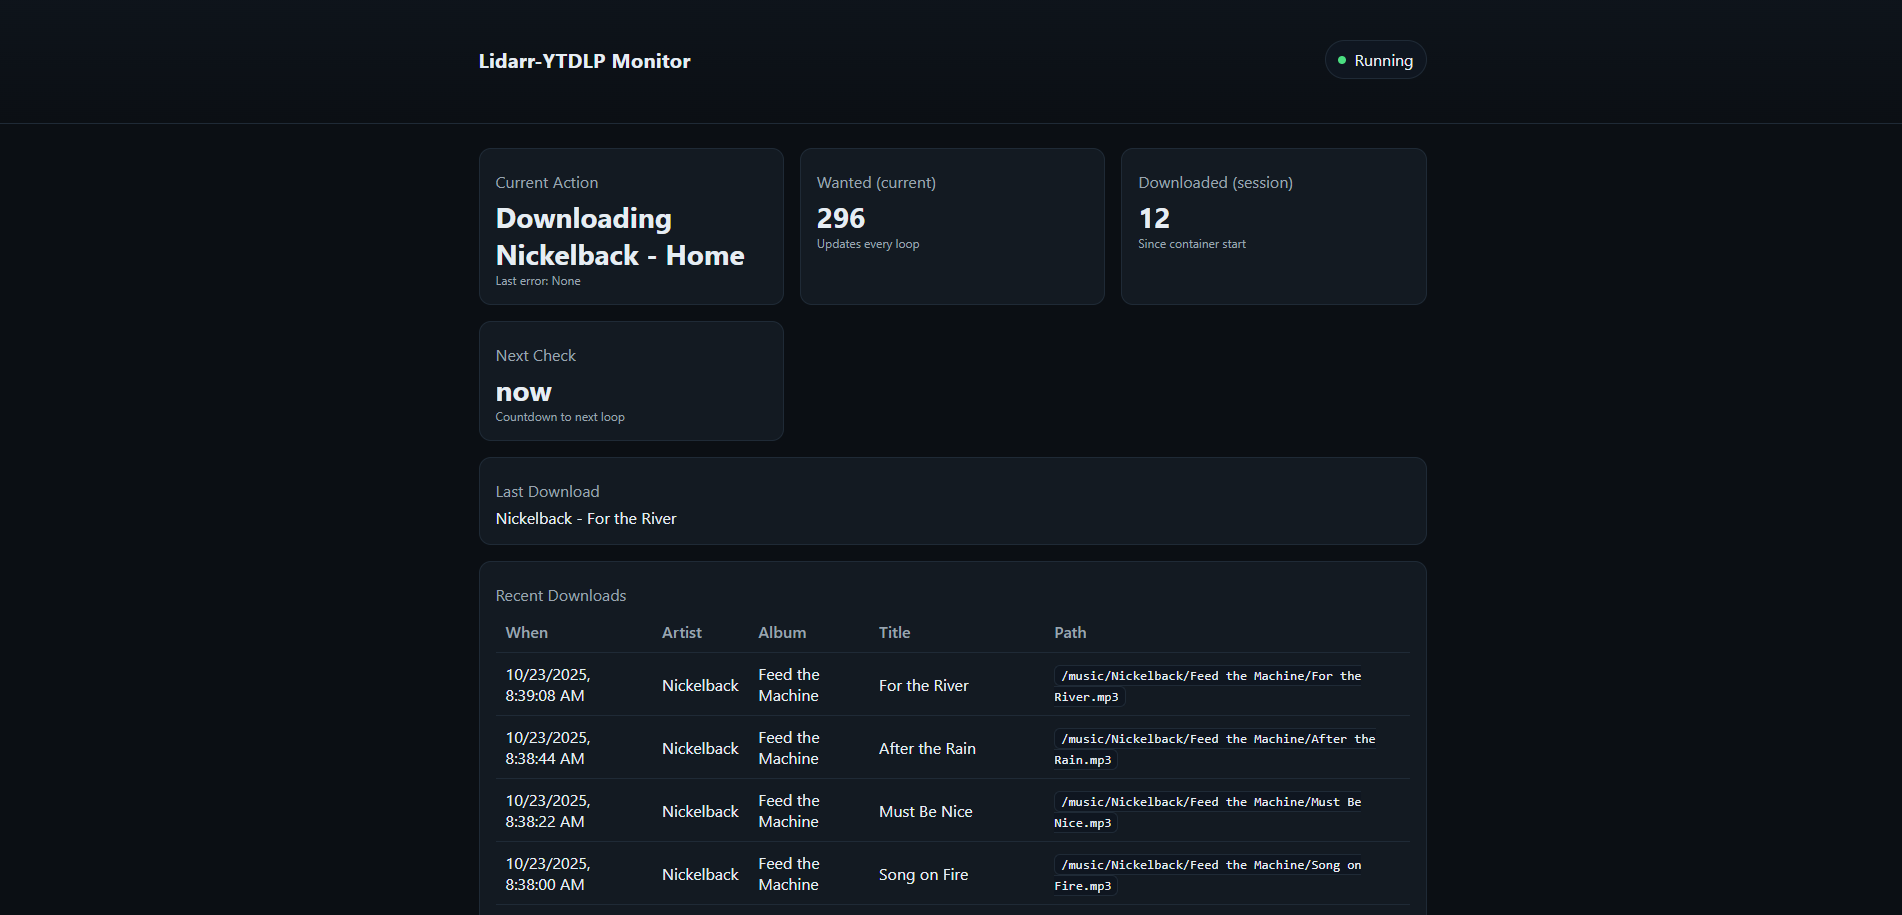 Lidarr-YTDLP Monitor
Running
Current Action
Downloading
Nickelback - Home
Last error: None
Wanted (current)
296
Updates every loop
Downloaded (session)
12
Since container start
Next Check
now
Countdown to next loop
Last Download
Nickelback - For the River
Recent Downloads
When Artist Album Title Path
10/23/2025,
8:39:08 AM
Nickelback
Feed the
Machine
For the River
/music/Nickelback/Feed the Machine/For the
River.mp3
10/23/2025,
8:38:44 AM
Nickelback
Feed the
Machine
After the Rain
/music/Nickelback/Feed the Machine/After the
Rain.mp3
10/23/2025,
8:38:22 AM
Nickelback
Feed the
Machine
Must Be Nice
/music/Nickelback/Feed the Machine/Must Be
Nice.mp3
10/23/2025,
8:38:00 AM
Nickelback
Feed the
Machine
Song on Fire
/music/Nickelback/Feed the Machine/Song on
Fire.mp3